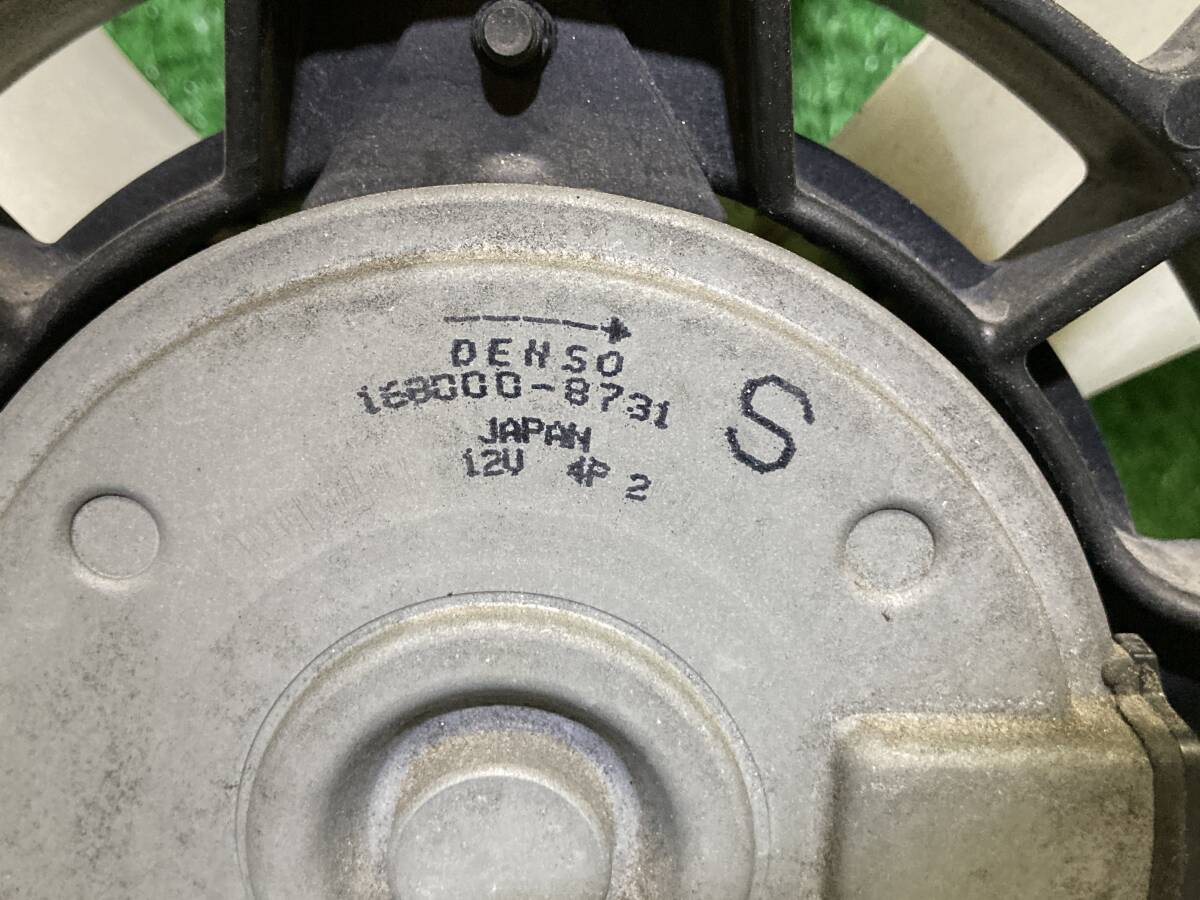 DENSO
168000-8731
S
JAPAN
12V 4P 2